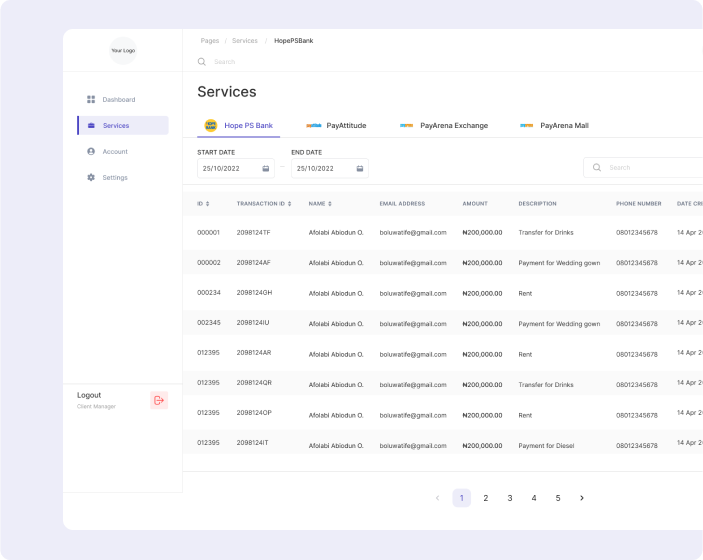 Your Logo
Pages / Services / HopePSBank
Search
Dashboard
Services
Account
Settings
Logout
Client Manager
Services
HOPE BANK
Hope PS Bank
PayAttitude
PayArena Exchange
PayArena Mall
START DATE
END DATE
25/10/2022
25/10/2022
Search
ID TRANSACTION ID NAME EMAIL ADDRESS AMOUNT DESCRIPTION PHONE NUMBER DATE CRE
000001 2098124TF Afolabi Abiodun O. boluwatife@gmail.com ₦200,000.00 Transfer for Drinks 08012345678 14 Apr 2
000002 2098124AF Afolabi Abiodun O. boluwatife@gmail.com ₦200,000.00 Payment for Wedding gown 08012345678 14 Apr 2
000234 2098124GH Afolabi Abiodun O. boluwatife@gmail.com ₦200,000.00 Rent 08012345678 14 Apr 2
002345 2098124IU Afolabi Abiodun O. boluwatife@gmail.com ₦200,000.00 Payment for Wedding gown 08012345678 14 Apr 2
012395 2098124AR Afolabi Abiodun O. boluwatife@gmail.com ₦200,000.00 Rent 08012345678 14 Apr 2
012395 2098124QR Afolabi Abiodun O. boluwatife@gmail.com ₦200,000.00 Transfer for Drinks 08012345678 14 Apr 2
012395 2098124OP Afolabi Abiodun O. boluwatife@gmail.com ₦200,000.00 Rent 08012345678 14 Apr 2
012395 2098124IT Afolabi Abiodun O. boluwatife@gmail.com ₦200,000.00 Payment for Diesel 08012345678 14 Apr 2
< 1 2 3 4 5 >